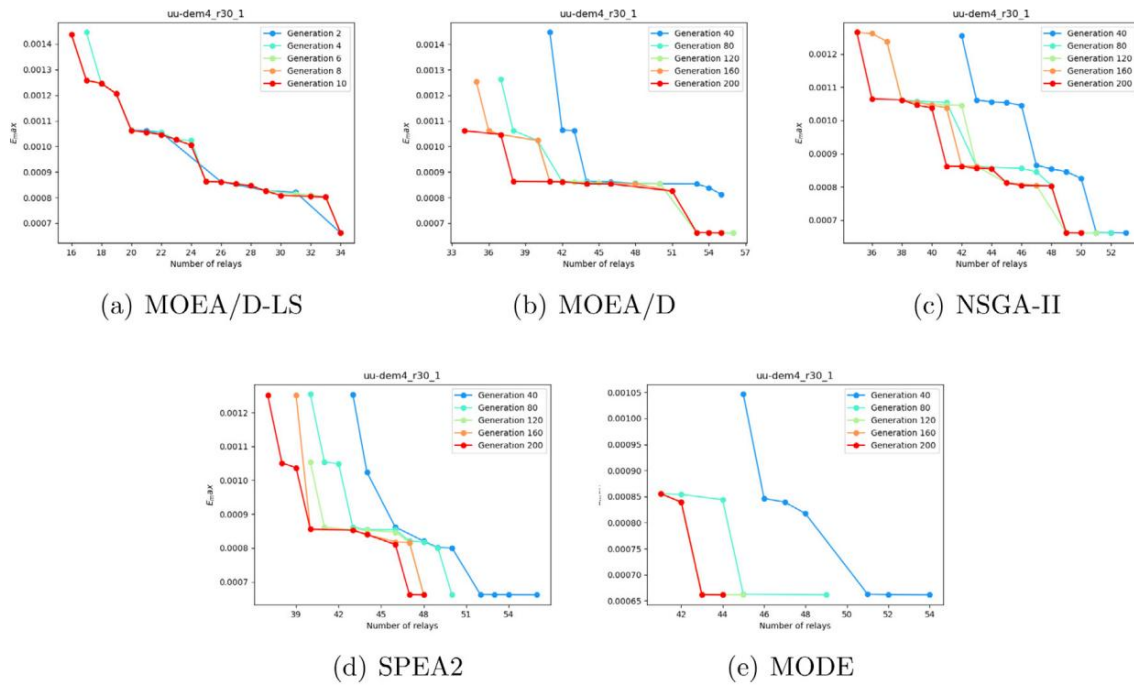 uu-dem4_r30_1
E_max
0.0014
0.0013
0.0012
0.0011
0.0010
0.0009
0.0008
0.0007
16 18 20 22 24 26 28 30 32 34
Number of relays
Generation 2
Generation 4
Generation 6
Generation 8
Generation 10
(a) MOEA/D-LS
uu-dem4_r30_1
E_max
0.0014
0.0013
0.0012
0.0011
0.0010
0.0009
0.0008
0.0007
33 36 39 42 45 48 51 54 57
Number of relays
Generation 40
Generation 80
Generation 120
Generation 160
Generation 200
(b) MOEA/D
uu-dem4_r30_1
E_max
0.0012
0.0011
0.0010
0.0009
0.0008
0.0007
36 38 40 42 44 46 48 50 52
Number of relays
Generation 40
Generation 80
Generation 120
Generation 160
Generation 200
(c) NSGA-II
uu-dem4_r30_1
E_max
0.0012
0.0011
0.0010
0.0009
0.0008
0.0007
39 42 45 48 51 54
Number of relays
Generation 40
Generation 80
Generation 120
Generation 160
Generation 200
(d) SPEA2
uu-dem4_r30_1
0.00105
0.00100
0.00095
0.00090
0.00085
0.00080
0.00075
0.00070
0.00065
42 44 46 48 50 52 54
Number of relays
Generation 40
Generation 80
Generation 120
Generation 160
Generation 200
(e) MODE